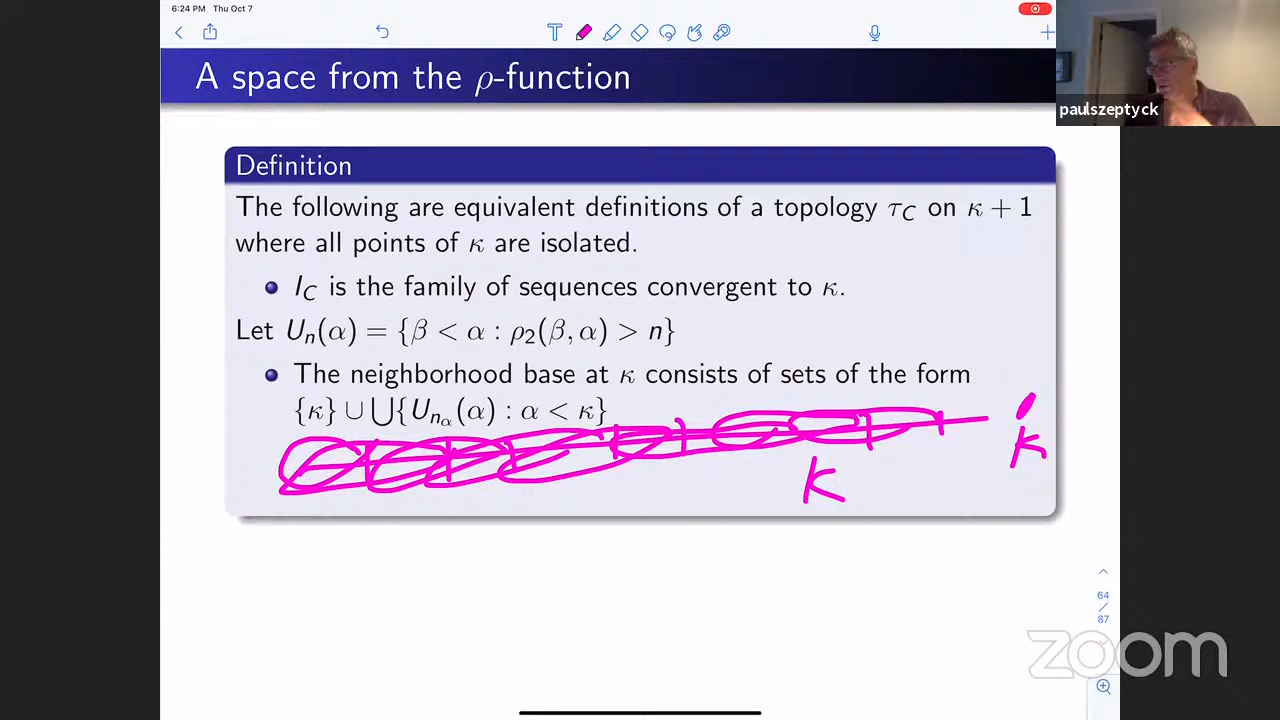 6:24 PM Thu Oct 7
A space from the ρ-function
paulszeptyck
Definition
The following are equivalent definitions of a topology τ_C on κ + 1
where all points of κ are isolated.
I_C is the family of sequences convergent to κ.
Let U_n(α) = {β < α : ρ₂(β, α) > n}
The neighborhood base at κ consists of sets of the form
{κ} ∪ ⋃{U_{n_α}(α) : α < κ}
κ
κ
64
/
87
zoom